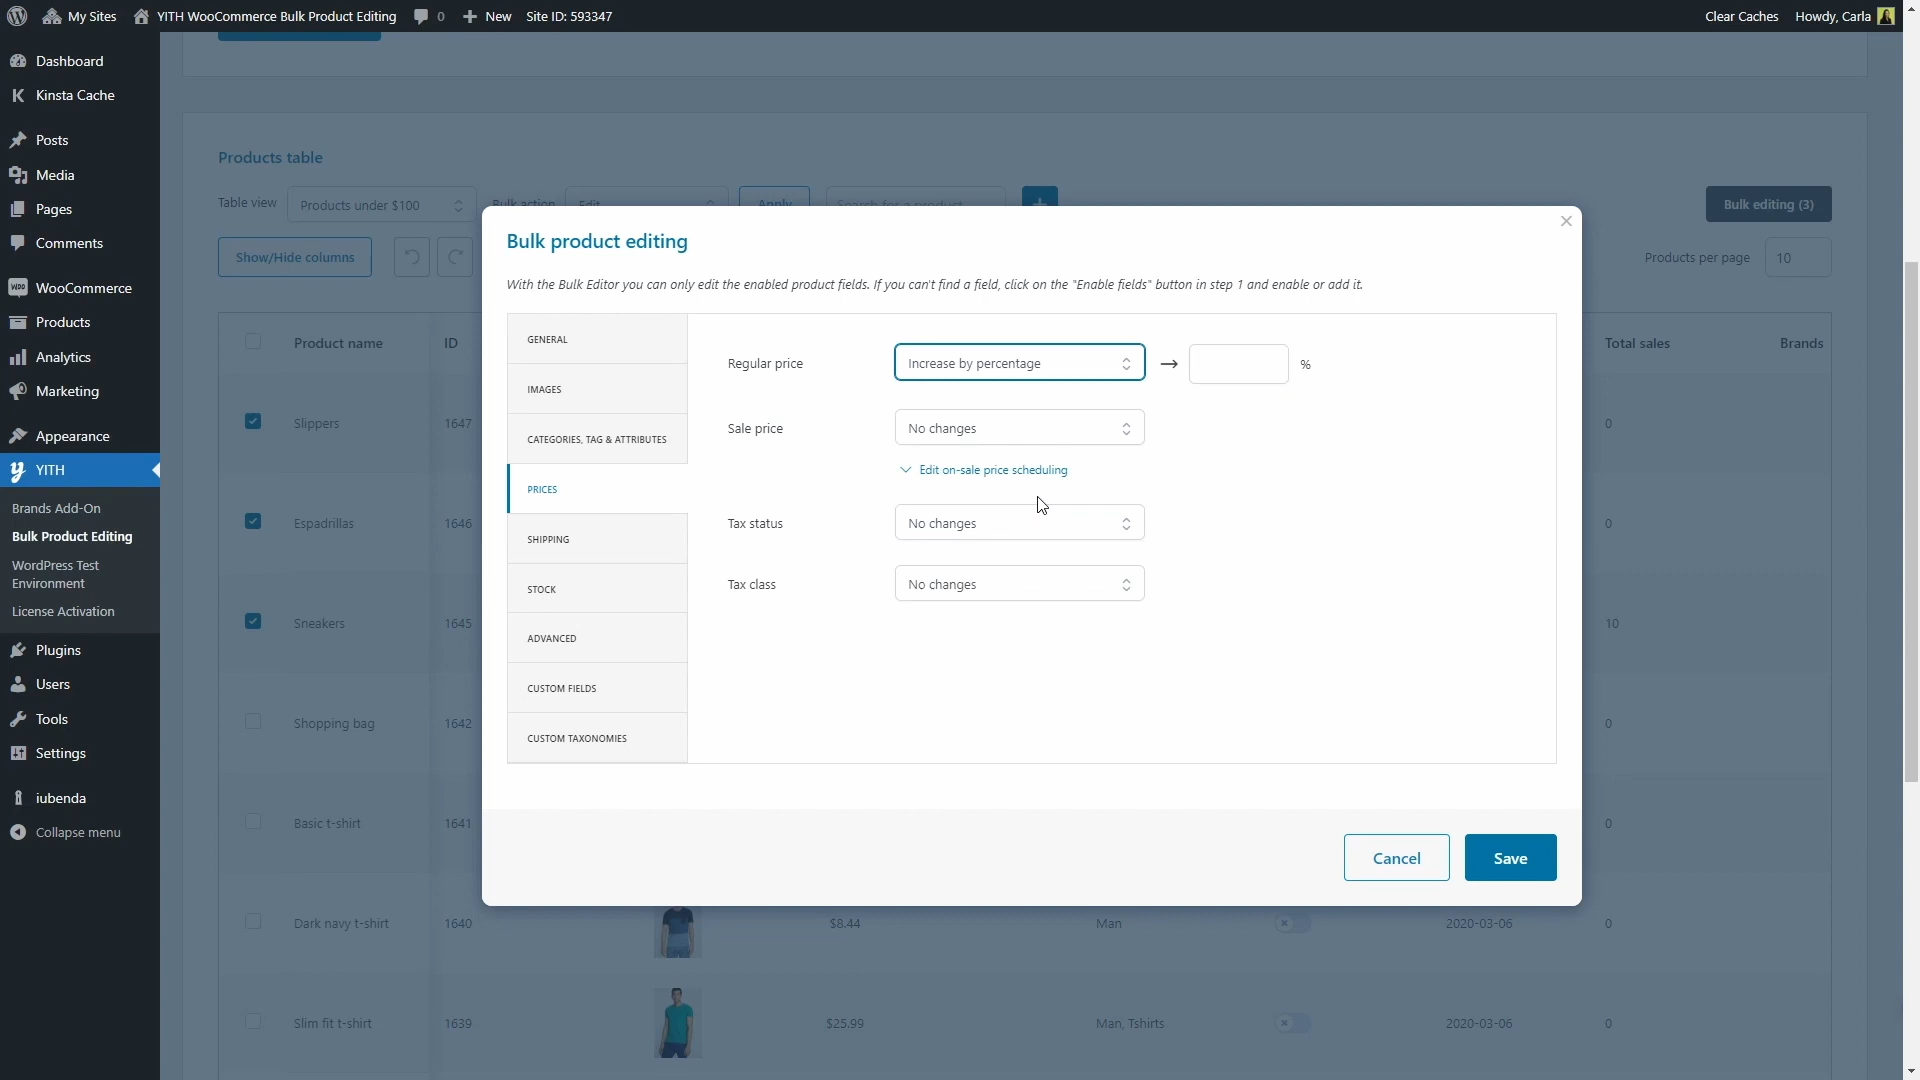 My Sites
YITH WooCommerce Bulk Product Editing
0
New
Site ID: 593347
Clear Caches
Howdy, Carla
Dashboard
Kinsta Cache
Posts
Media
Pages
Comments
WooCommerce
Products
Analytics
Marketing
Appearance
YITH
Brands Add-On
Bulk Product Editing
WordPress Test
Environment
License Activation
Plugins
Users
Tools
Settings
iubenda
Collapse menu
Products table
Table view
Products under $100
Bulk action
Edit
Apply
Search for a product
Bulk editing (3)
Show/Hide columns
Products per page
10
Product name
ID
Total sales
Brands
Slippers
1647
0
Espadrillas
1646
0
Sneakers
1645
10
Shopping bag
1642
0
Basic t-shirt
1641
0
Dark navy t-shirt
1640
$8.44
Man
2020-03-06
0
Slim fit t-shirt
1639
$25.99
Man, Tshirts
2020-03-06
0
Bulk product editing
With the Bulk Editor you can only edit the enabled product fields. If you can't find a field, click on the "Enable fields" button in step 1 and enable or add it.
GENERAL
IMAGES
CATEGORIES, TAG & ATTRIBUTES
PRICES
SHIPPING
STOCK
ADVANCED
CUSTOM FIELDS
CUSTOM TAXONOMIES
Regular price
Increase by percentage
%
Sale price
No changes
Edit on-sale price scheduling
Tax status
No changes
Tax class
No changes
Cancel
Save